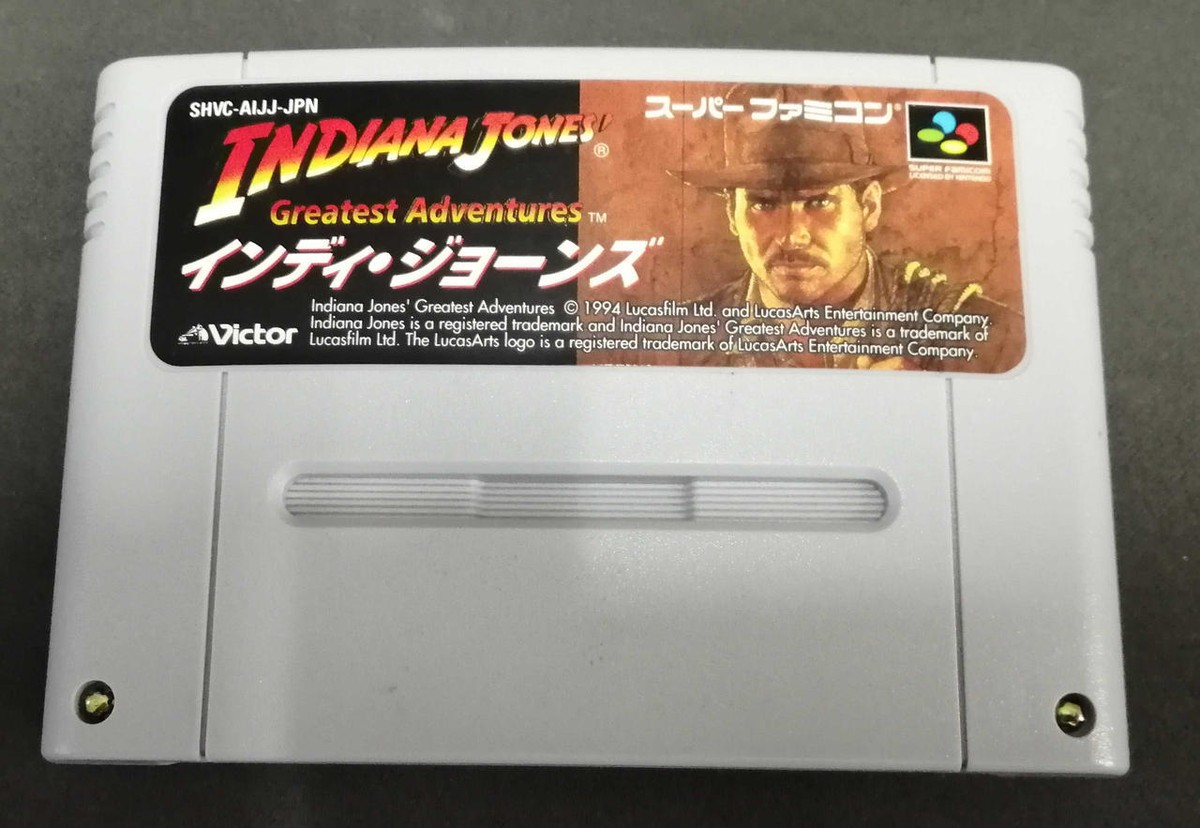 SHVC-AIJJ-JPN
INDIANA JONES®
Greatest Adventures™
インディ・ジョーンズ
スーパーファミコン®
SUPER FAMICOM
LICENSED BY NINTENDO
Victor
Indiana Jones' Greatest Adventures © 1994 Lucasfilm Ltd. and LucasArts Entertainment Company.
Indiana Jones is a registered trademark and Indiana Jones' Greatest Adventures is a trademark of
Lucasfilm Ltd. The LucasArts logo is a registered trademark of LucasArts Entertainment Company.